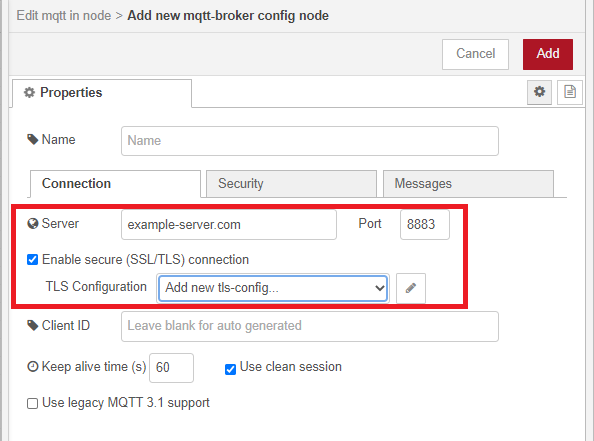 Edit mqtt in node > Add new mqtt-broker config node
Cancel Add
Properties
Name Name
Connection Security Messages
Server example-server.com Port 8883
Enable secure (SSL/TLS) connection
TLS Configuration Add new tls-config...
Client ID Leave blank for auto generated
Keep alive time (s) 60 Use clean session
Use legacy MQTT 3.1 support